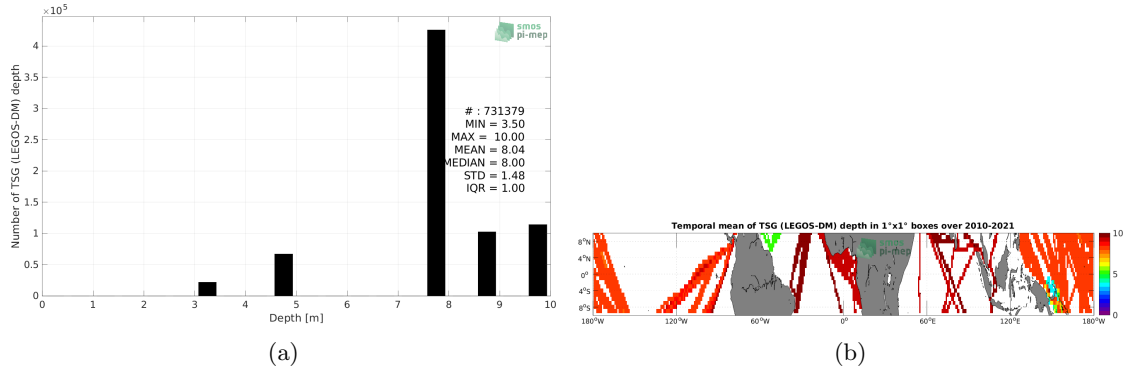 ×10⁵
smos
pi-mep
4
3.5
3
2.5
2
1.5
1
0.5
0
Number of TSG (LEGOS-DM) depth
# : 731379
MIN = 3.50
MAX = 10.00
MEAN = 8.04
MEDIAN = 8.00
STD = 1.48
IQR = 1.00
0 1 2 3 4 5 6 7 8 9 10
Depth [m]
(a)
Temporal mean of TSG (LEGOS-DM) depth in 1°x1° boxes over 2010-2021
smos
pi-mep
8°N
4°N
0°
4°S
8°S
180°W 120°W 60°W 0°W 60°E 120°E 180°W
10
5
0
(b)